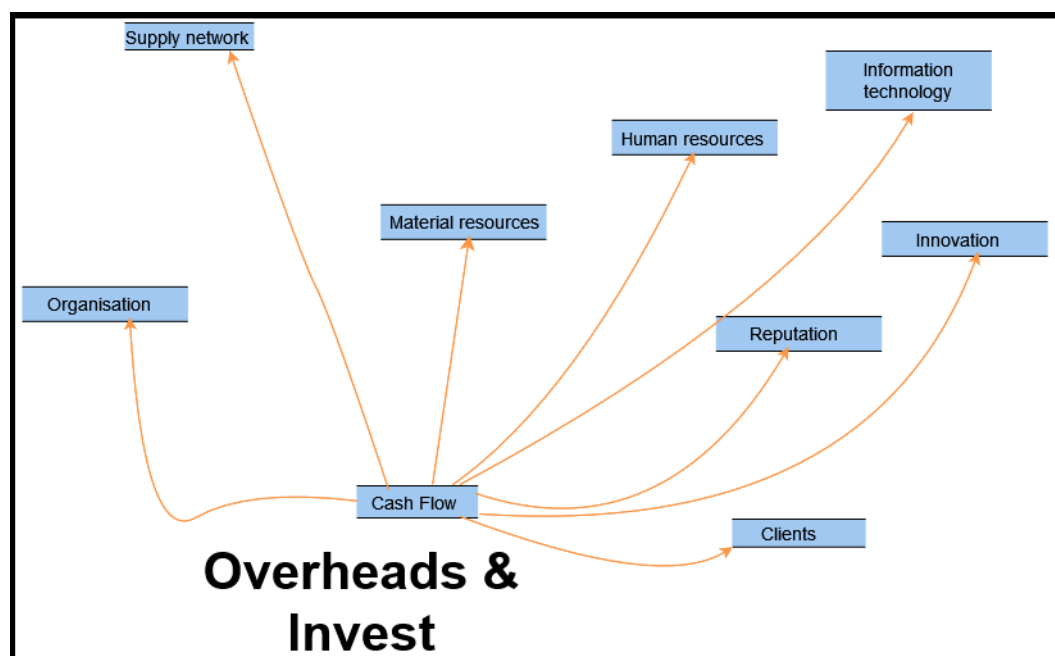 Supply network
Information
technology
Human resources
Material resources
Innovation
Organisation
Reputation
Cash Flow
Clients
Overheads &
Invest